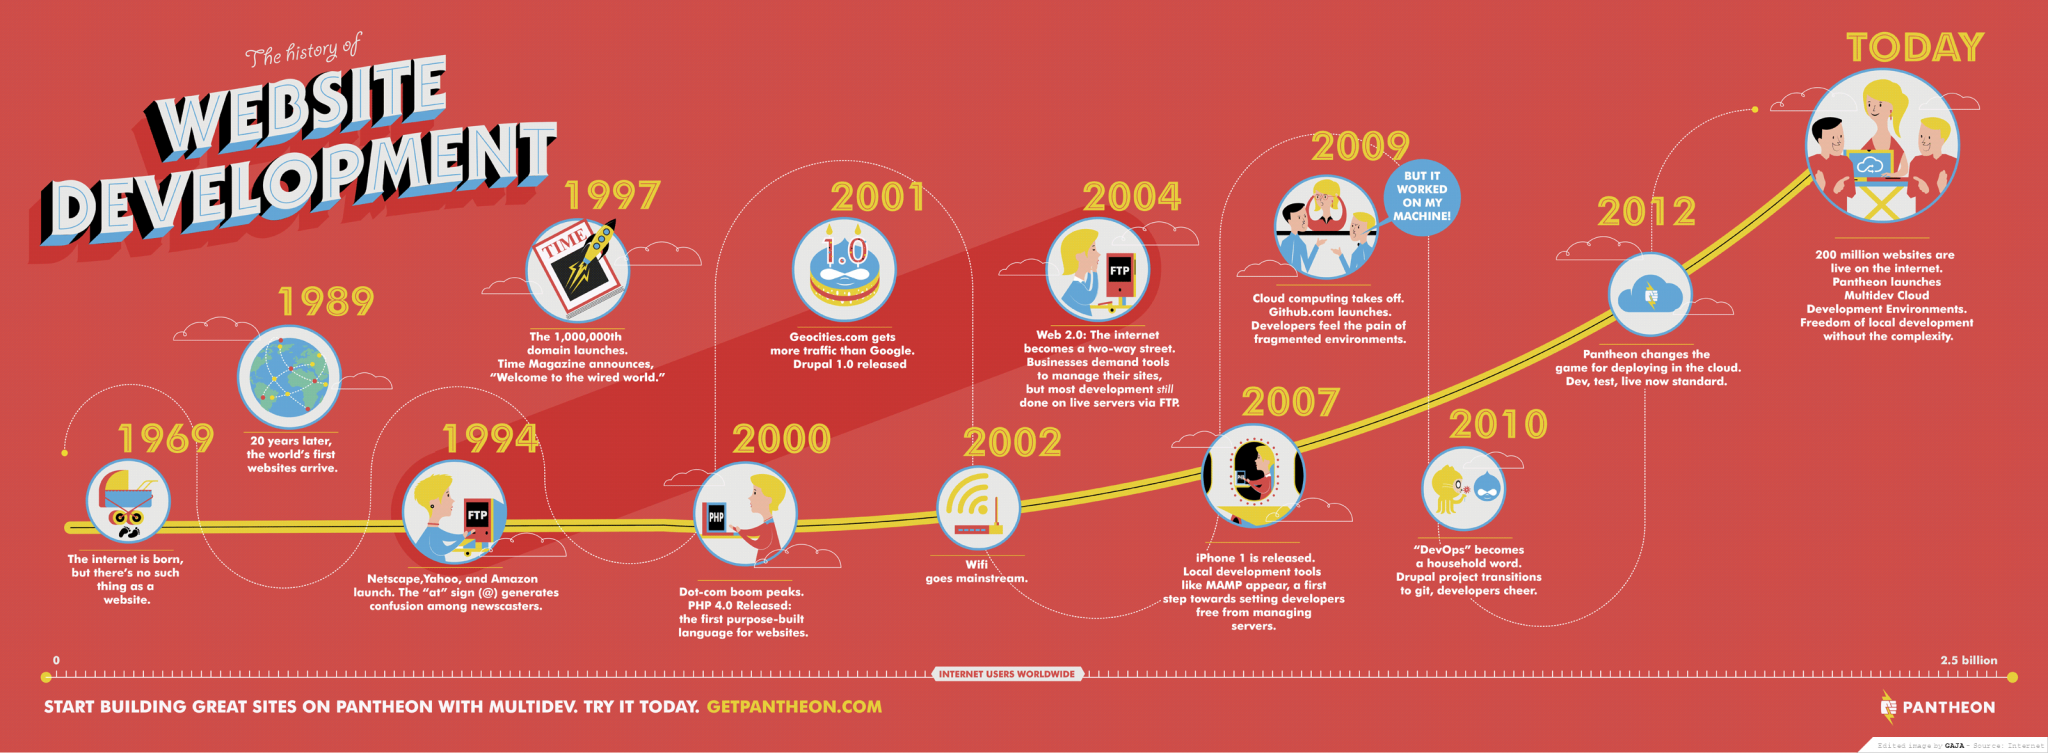 The history of
WEBSITE
DEVELOPMENT
1969
The internet is born,
but there's no such
thing as a
website.
1989
20 years later,
the world's first
websites arrive.
1994
FTP
Netscape,Yahoo, and Amazon
launch. The "at" sign (@) generates
confusion among newscasters.
1997
TIME
The 1,000,000th
domain launches.
Time Magazine announces,
"Welcome to the wired world."
2000
PHP
Dot-com boom peaks.
PHP 4.0 Released:
the first purpose-built
language for websites.
2001
1.0
Geocities.com gets
more traffic than Google.
Drupal 1.0 released
2002
Wifi
goes mainstream.
2004
FTP
Web 2.0: The internet
becomes a two-way street.
Businesses demand tools
to manage their sites,
but most development still
done on live servers via FTP.
2007
iPhone 1 is released.
Local development tools
like MAMP appear, a first
step towards setting developers
free from managing
servers.
2009
BUT IT
WORKED
ON MY
MACHINE!
Cloud computing takes off.
Github.com launches.
Developers feel the pain of
fragmented environments.
2010
"DevOps" becomes
a household word.
Drupal project transitions
to git, developers cheer.
2012
Pantheon changes the
game for deploying in the cloud.
Dev, test, live now standard.
TODAY
200 million websites are
live on the internet.
Pantheon launches
Multidev Cloud
Development Environments.
Freedom of local development
without the complexity.
0
2.5 billion
INTERNET USERS WORLDWIDE
START BUILDING GREAT SITES ON PANTHEON WITH MULTIDEV. TRY IT TODAY. GETPANTHEON.COM
PANTHEON
Edited image by GAJA - Source: Internet